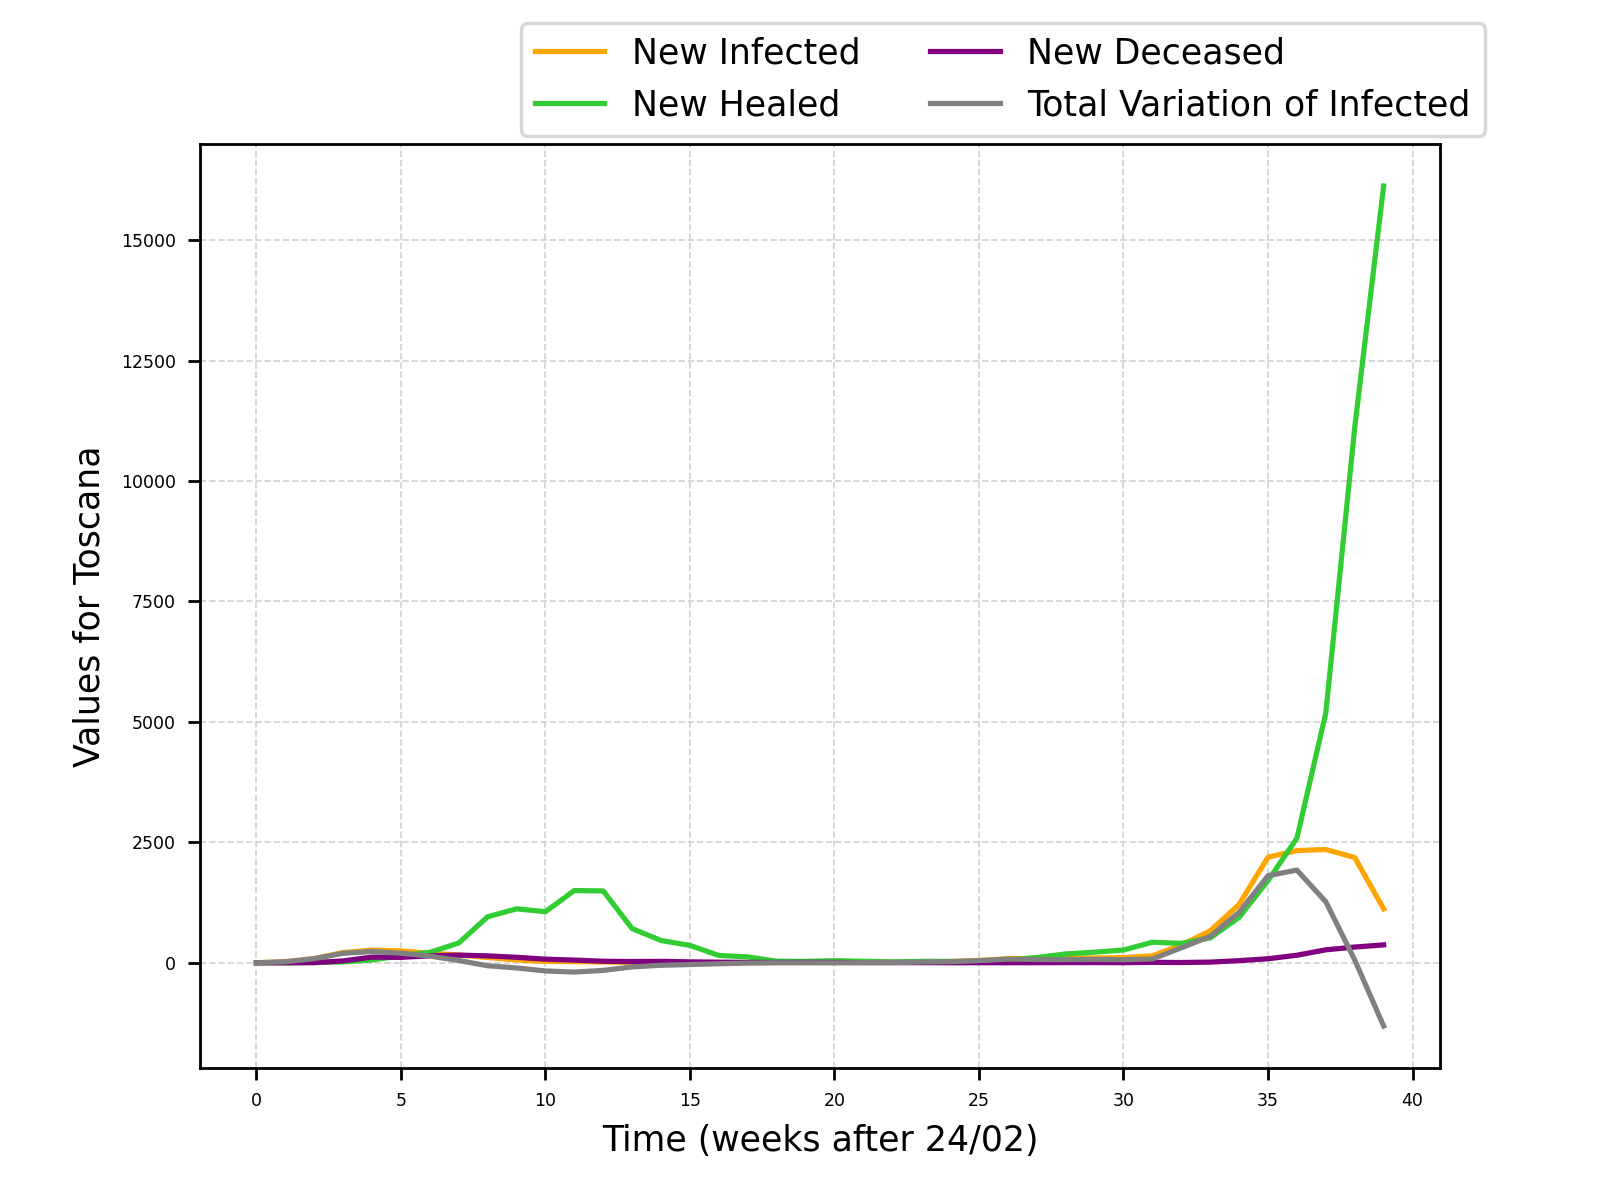 New Infected
New Healed
New Deceased
Total Variation of Infected
Values for Toscana
15000
12500
10000
7500
5000
2500
0
0 5 10 15 20 25 30 35 40
Time (weeks after 24/02)